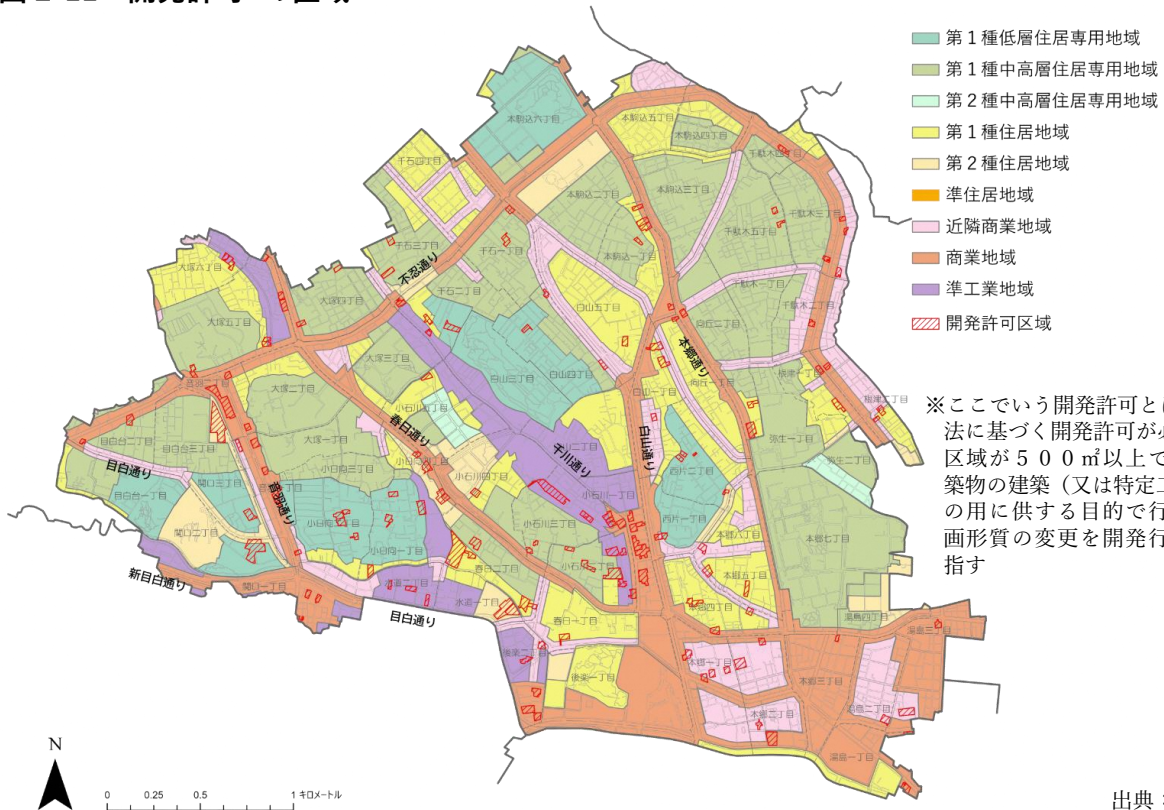 第１種低層住居専用地域
第１種中高層住居専用地域
第２種中高層住居専用地域
第１種住居地域
第２種住居地域
準住居地域
近隣商業地域
商業地域
準工業地域
開発許可区域
※ここでいう開発許可と
法に基づく開発許可が
区域が５００㎡以上で
築物の建築（又は特定
の用に供する目的で行
画形質の変更を開発行
指す
本駒込六丁目
本駒込五丁目
本駒込四丁目
千駄木四丁目
千石四丁目
本駒込二丁目
本駒込三丁目
千駄木三丁目
千駄木五丁目
千石三丁目
千石一丁目
本駒込一丁目
不忍通り
大塚六丁目
大塚四丁目
千石二丁目
千駄木一丁目
千駄木二丁目
大塚五丁目
白山五丁目
向丘二丁目
大塚三丁目
白山三丁目
白山四丁目
本郷通り
根津一丁目
大塚二丁目
小石川五丁目
白山一丁目
向丘一丁目
根津二丁目
春日通り
目白台二丁目
目白台三丁目
大塚一丁目
千川通り
白山通り
弥生一丁目
弥生二丁目
目白通り
小日向三丁目
小石川四丁目
西片二丁目
目白台一丁目
関口三丁目
音羽通り
小石川一丁目
関口二丁目
小日向二丁目
小石川三丁目
西片一丁目
本郷六丁目
本郷七丁目
小日向一丁目
小石川二丁目
本郷五丁目
新目白通り
関口一丁目
水道二丁目
春日二丁目
水道一丁目
本郷四丁目
目白通り
春日一丁目
湯島四丁目
湯島三丁目
後楽二丁目
後楽一丁目
本郷一丁目
本郷三丁目
本郷二丁目
湯島二丁目
湯島一丁目
N
0 0.25 0.5 1 キロメートル
出典